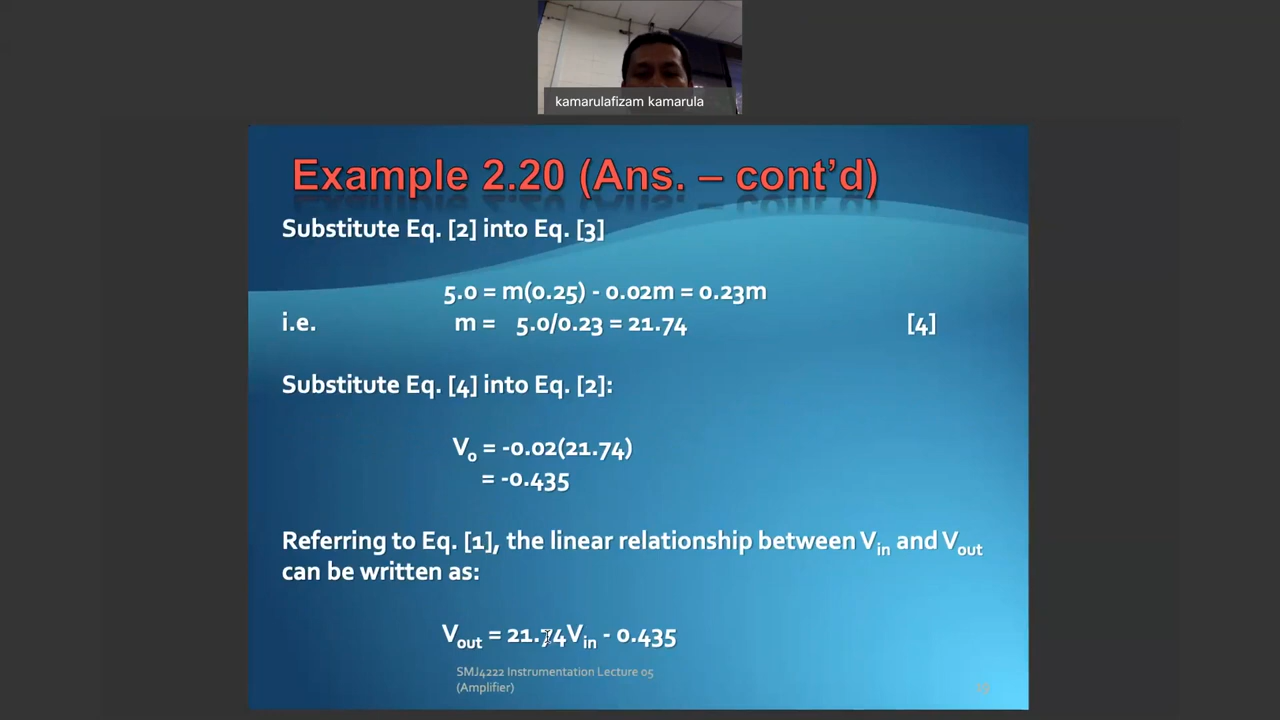 kamarulafizam kamarula
Example 2.20 (Ans. – cont’d)
Substitute Eq. [2] into Eq. [3]
5.0 = m(0.25) - 0.02m = 0.23m
i.e. m = 5.0/0.23 = 21.74 [4]
Substitute Eq. [4] into Eq. [2]:
Vo = -0.02(21.74)
= -0.435
Referring to Eq. [1], the linear relationship between Vin and Vout
can be written as:
Vout = 21.74Vin - 0.435
SMJ4222 Instrumentation Lecture 05
(Amplifier)